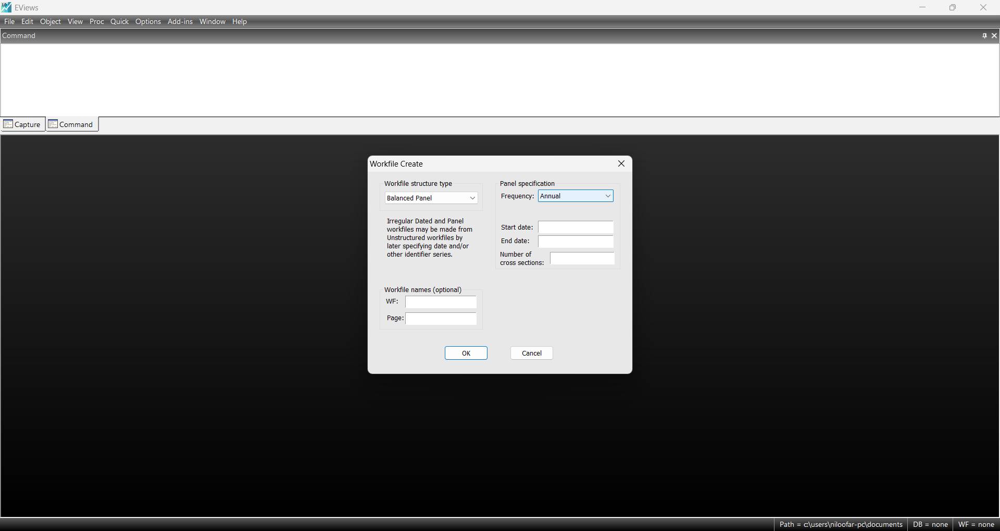 10 EViews
File Edit Object View Proc Quick Options Add-ins Window Help
Command
Capture Command
Workfile Create
Workfile structure type
Balanced Panel
Irregular Dated and Panel
workfiles may be made from
Unstructured workfiles by
later specifying date and/or
other identifier series.
Panel specification
Frequency: Annual
Start date:
End date:
Number of
cross sections:
Workfile names (optional)
WF:
Page:
OK Cancel
Path = c:\users\niloofar-pc\documents DB = none WF = none